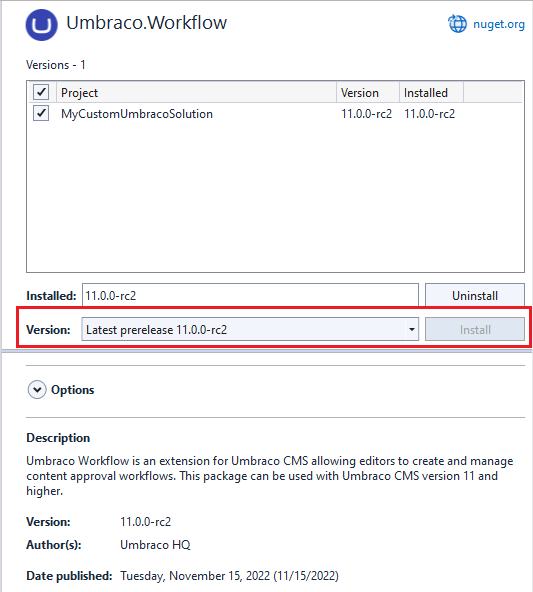 Umbraco.Workflow
nuget.org
Versions - 1
Project Version Installed
MyCustomUmbracoSolution 11.0.0-rc2 11.0.0-rc2
Installed: 11.0.0-rc2 Uninstall
Version: Latest prerelease 11.0.0-rc2 Install
Options
Description
Umbraco Workflow is an extension for Umbraco CMS allowing editors to create and manage
content approval workflows. This package can be used with Umbraco CMS version 11 and
higher.
Version: 11.0.0-rc2
Author(s): Umbraco HQ
Date published: Tuesday, November 15, 2022 (11/15/2022)